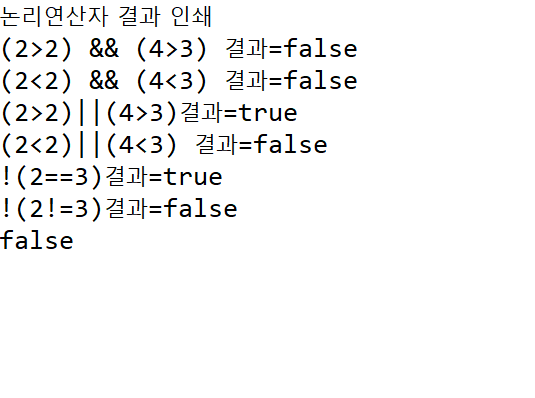 논리연산자 결과 인쇄
(2>2) && (4>3) 결과=false
(2<2) && (4<3) 결과=false
(2>2)||(4>3)결과=true
(2<2)||(4<3) 결과=false
!(2==3)결과=true
!(2!=3)결과=false
false